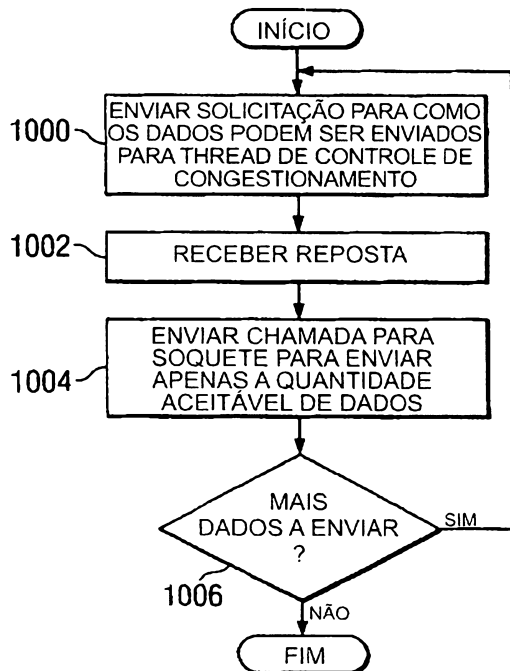 INÍCIO
1000
ENVIAR SOLICITAÇÃO PARA COMO
OS DADOS PODEM SER ENVIADOS
PARA THREAD DE CONTROLE DE
CONGESTIONAMENTO
1002
RECEBER REPOSTA
1004
ENVIAR CHAMADA PARA
SOQUETE PARA ENVIAR
APENAS A QUANTIDADE
ACEITÁVEL DE DADOS
MAIS
DADOS A ENVIAR
?
SIM
1006
NÃO
FIM